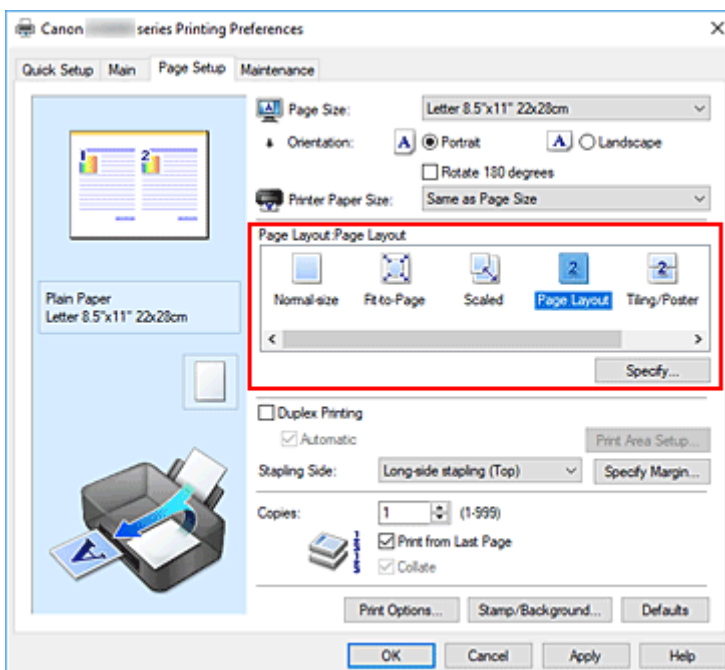 Canon series Printing Preferences
Quick Setup Main Page Setup Maintenance
1 2
Plain Paper
Letter 8.5"x11" 22x28cm
Page Size: Letter 8.5"x11" 22x28cm
Orientation: A Portrait A Landscape
Rotate 180 degrees
Printer Paper Size: Same as Page Size
Page Layout:Page Layout
2 2
Normal-size Fit-to-Page Scaled Page Layout Tiling/Poster
Specify...
Duplex Printing
Automatic Print Area Setup...
Stapling Side: Long-side stapling (Top) Specify Margin...
Copies: 1 (1-999)
Print from Last Page
Collate
Print Options... Stamp/Background... Defaults
OK Cancel Apply Help